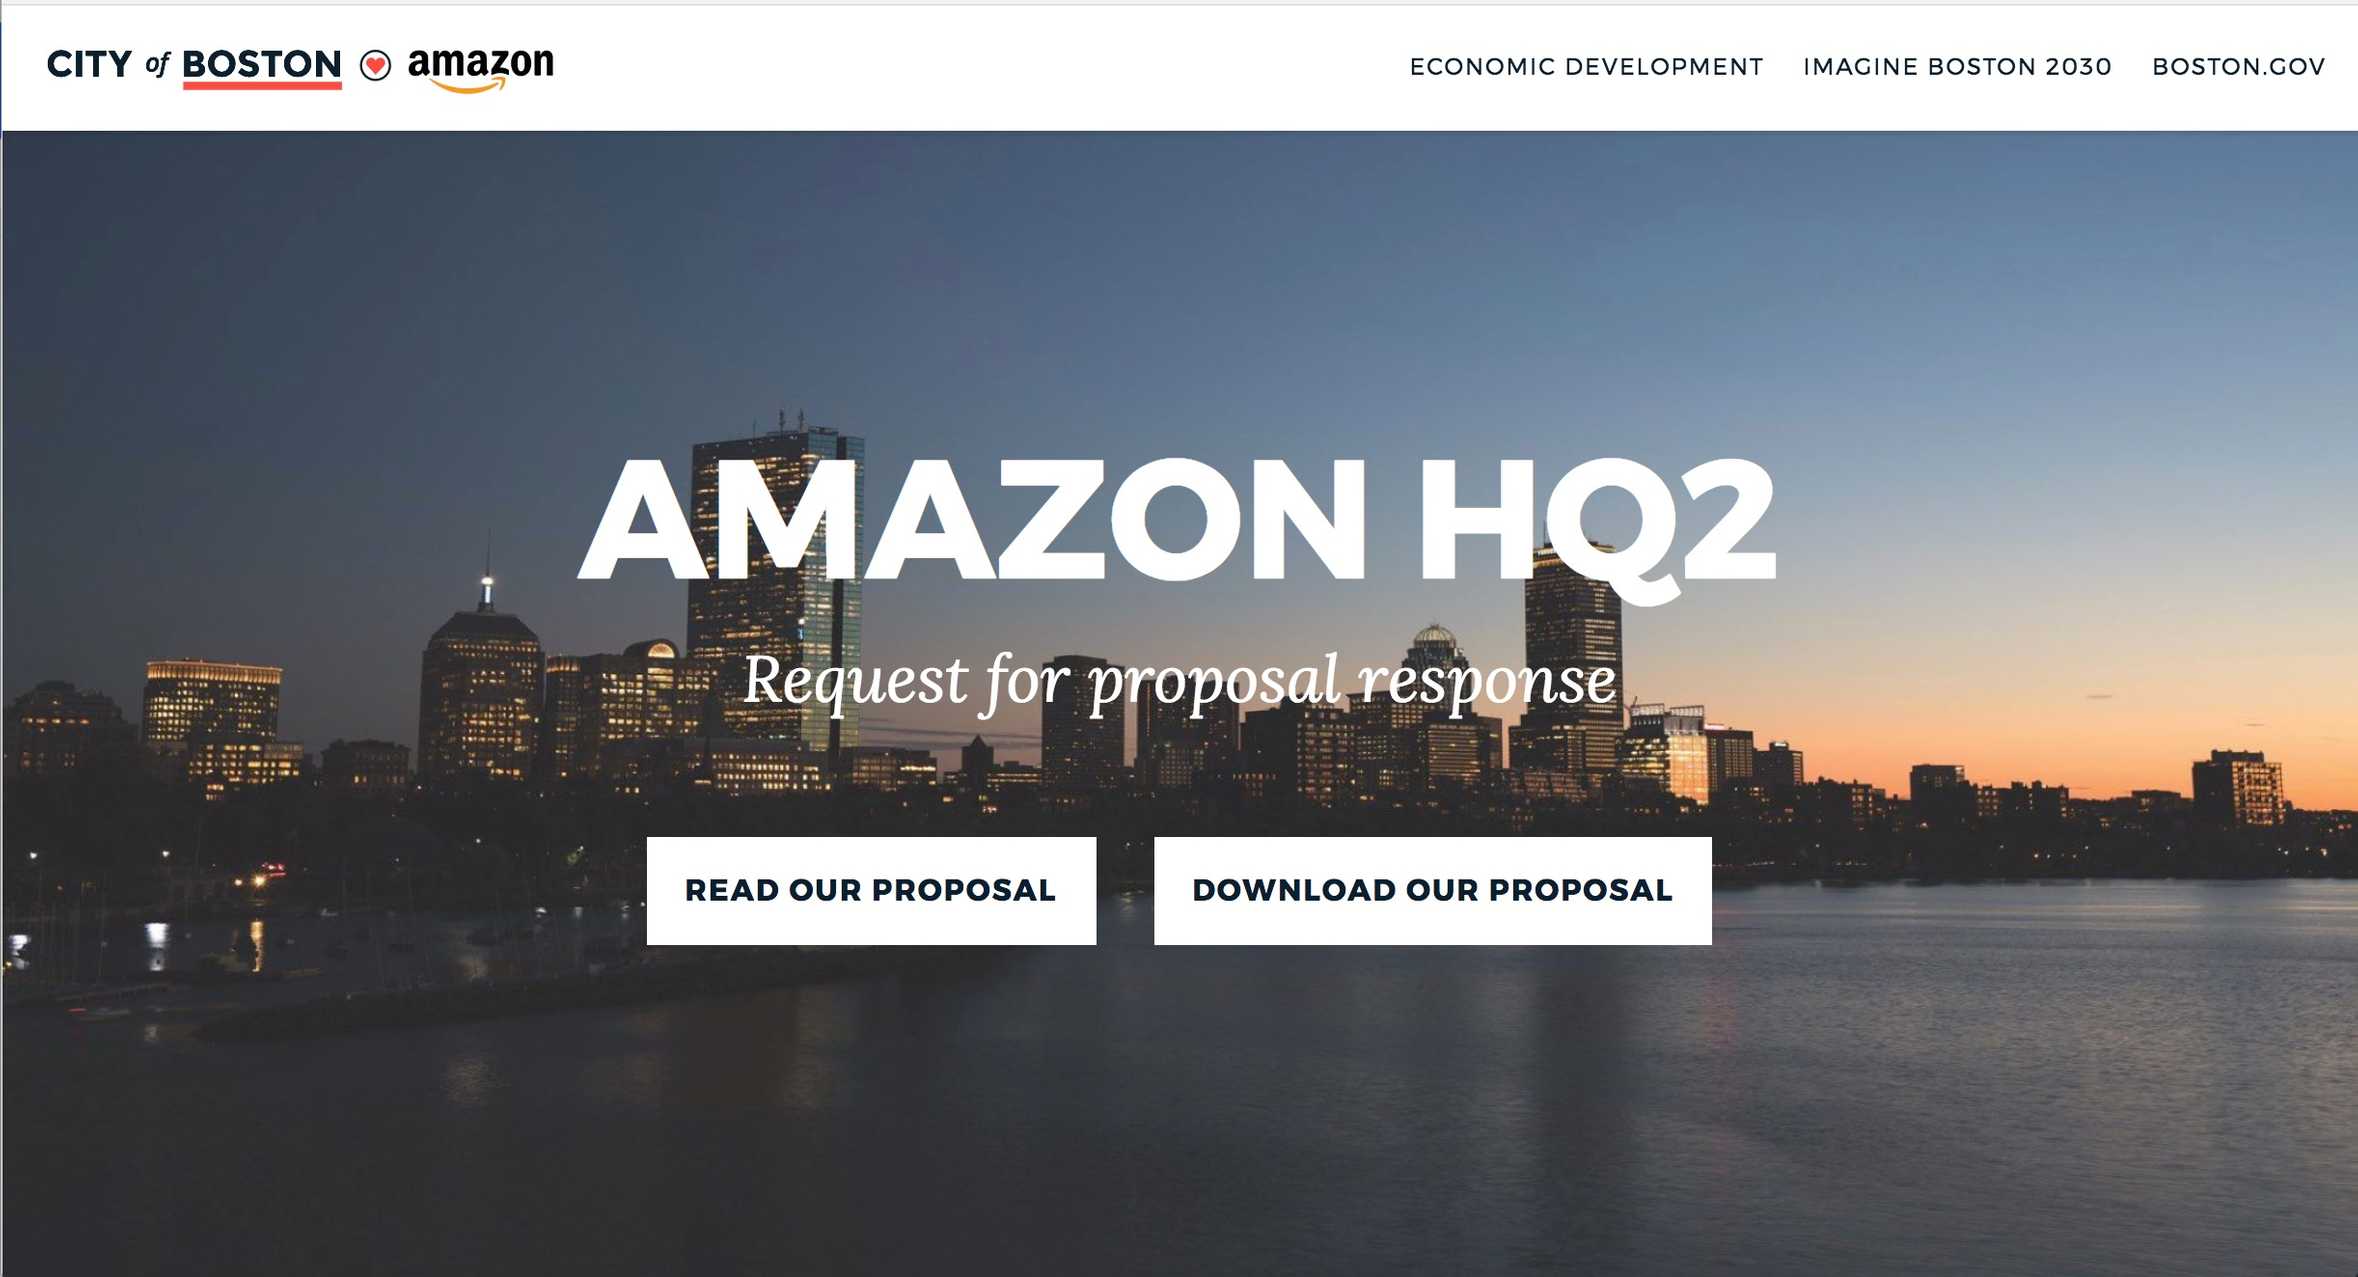 CITY of BOSTON amazon
ECONOMIC DEVELOPMENT IMAGINE BOSTON 2030 BOSTON.GOV
AMAZON HQ2
Request for proposal response
READ OUR PROPOSAL
DOWNLOAD OUR PROPOSAL